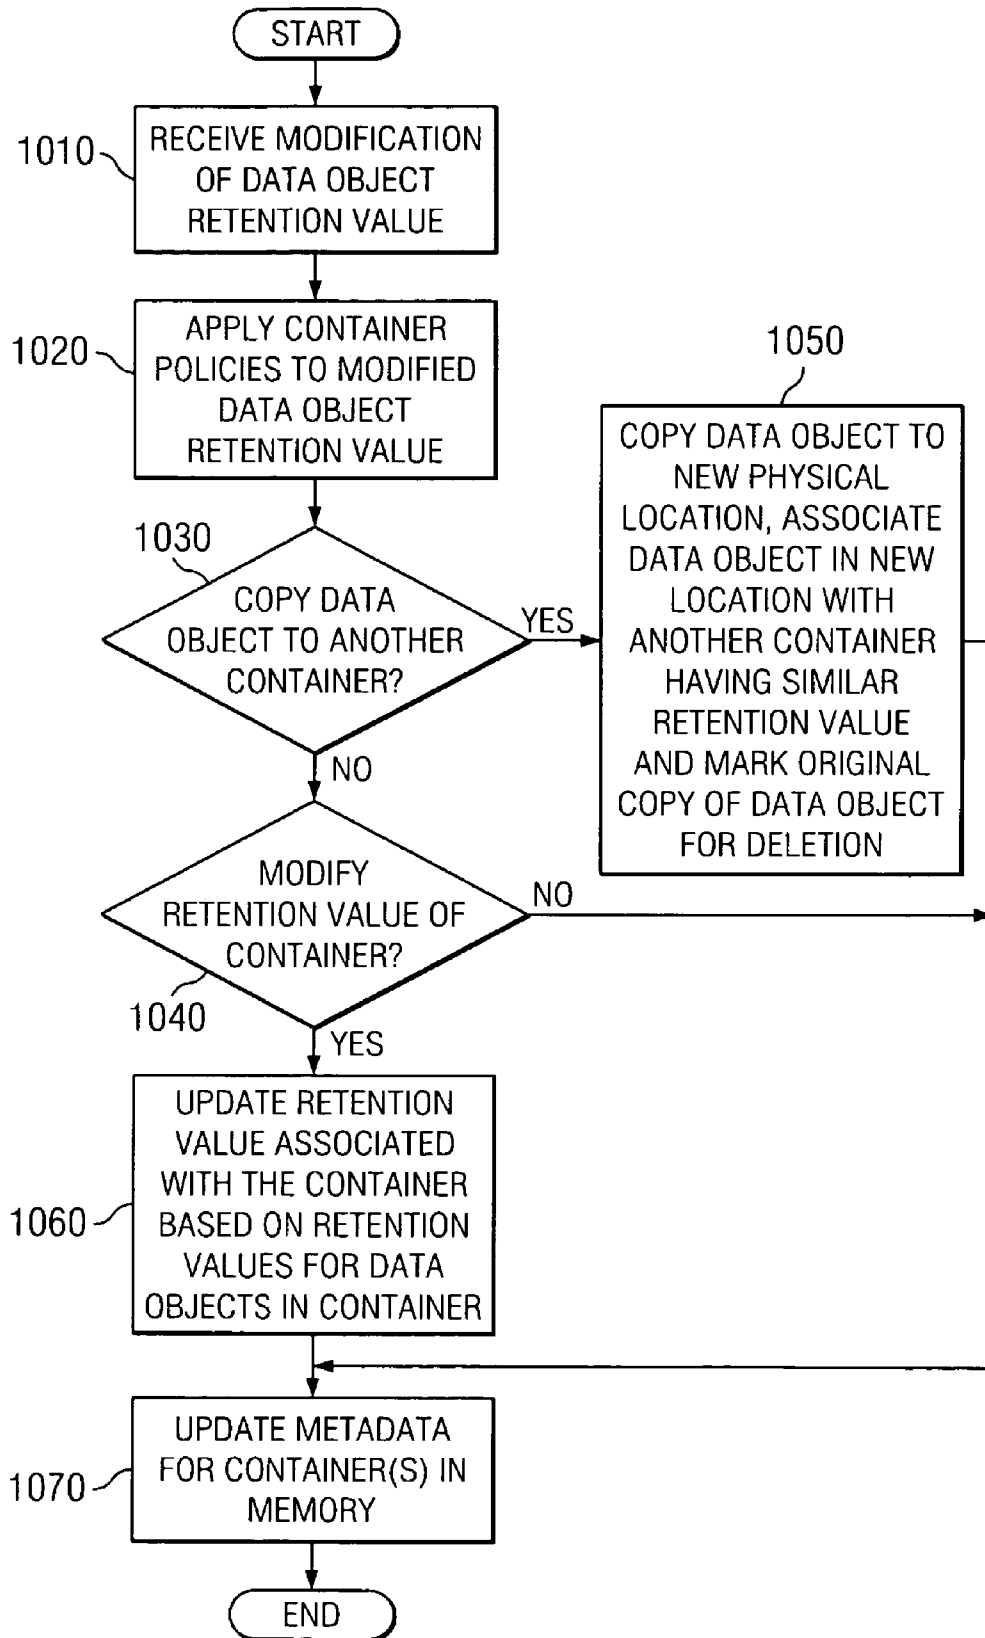 START
1010
RECEIVE MODIFICATION
OF DATA OBJECT
RETENTION VALUE
1020
APPLY CONTAINER
POLICIES TO MODIFIED
DATA OBJECT
RETENTION VALUE
1030
COPY DATA
OBJECT TO ANOTHER
CONTAINER?
YES
NO
1050
COPY DATA OBJECT TO
NEW PHYSICAL
LOCATION, ASSOCIATE
DATA OBJECT IN NEW
LOCATION WITH
ANOTHER CONTAINER
HAVING SIMILAR
RETENTION VALUE
AND MARK ORIGINAL
COPY OF DATA OBJECT
FOR DELETION
MODIFY
RETENTION VALUE OF
CONTAINER?
NO
1040
YES
1060
UPDATE RETENTION
VALUE ASSOCIATED
WITH THE CONTAINER
BASED ON RETENTION
VALUES FOR DATA
OBJECTS IN CONTAINER
1070
UPDATE METADATA
FOR CONTAINER(S) IN
MEMORY
END